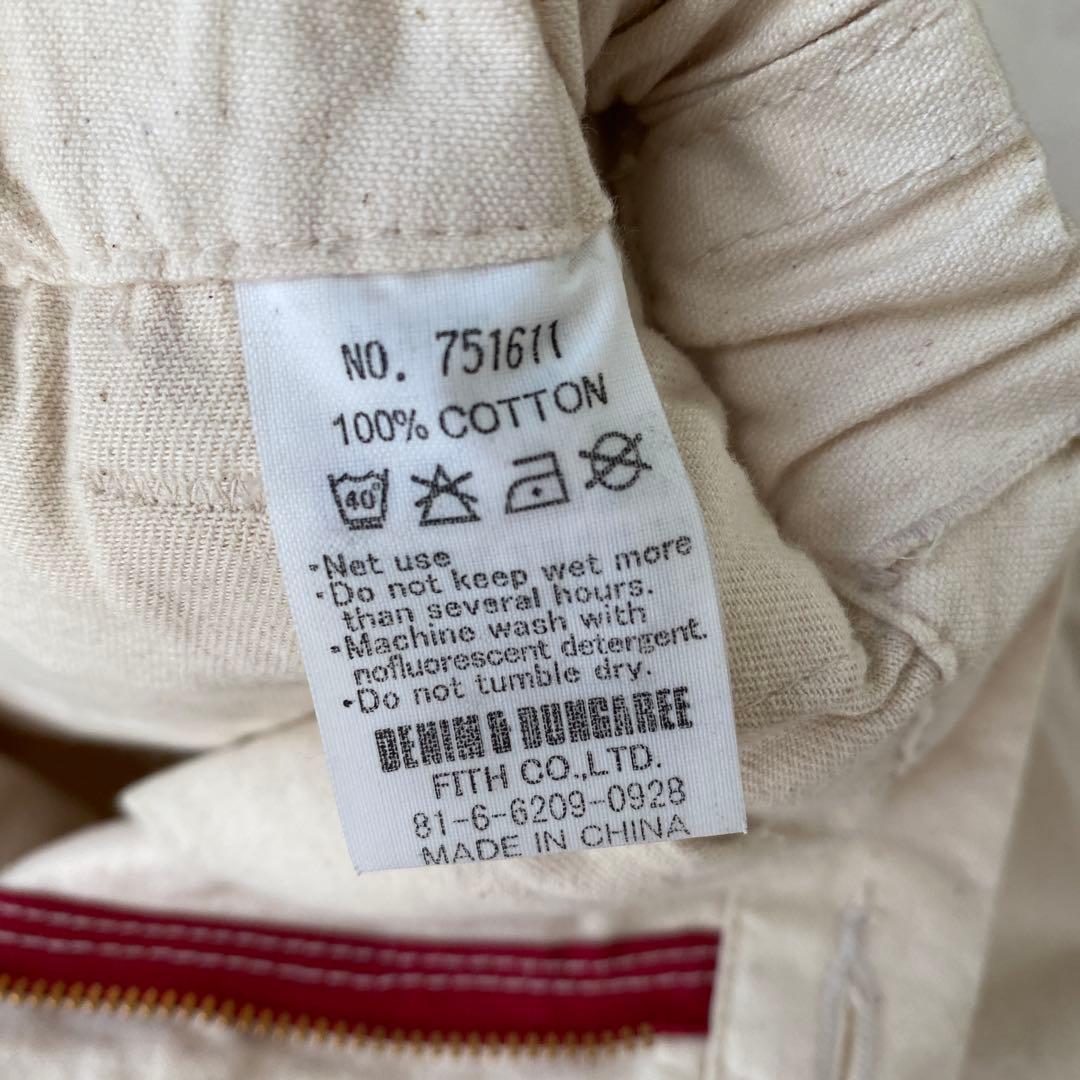 NO. 751611
100% COTTON
40
·Net use
·Do not keep wet more
than several hours.
·Machine wash with
nofluorescent detergent.
·Do not tumble dry.
DENIM & DUNGAREE
FITH CO.,LTD.
81-6-6209-0928
MADE IN CHINA